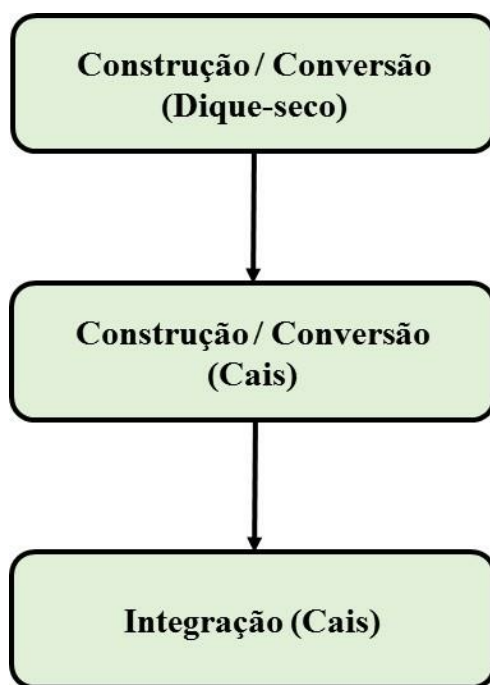 Construção / Conversão
(Dique-seco)
Construção / Conversão
(Cais)
Integração (Cais)